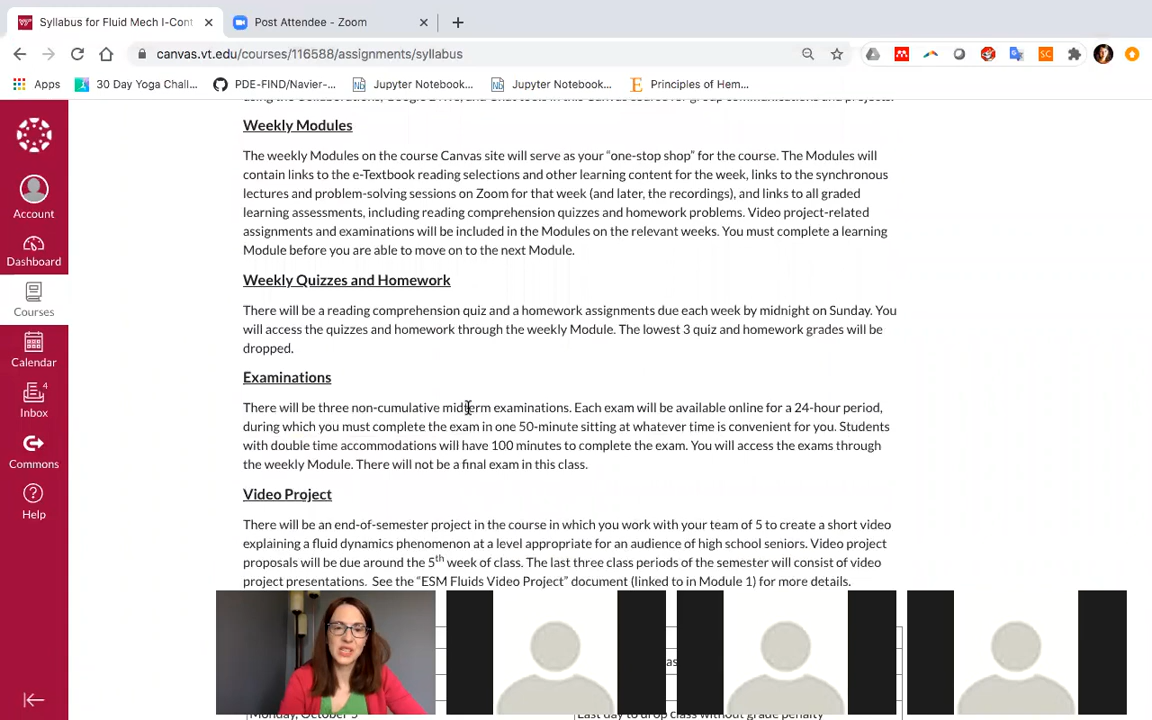 Syllabus for Fluid Mech I-Cont
Post Attendee - Zoom
canvas.vt.edu/courses/116588/assignments/syllabus
Apps
30 Day Yoga Chall...
PDE-FIND/Navier-...
Jupyter Notebook...
Jupyter Notebook...
Principles of Hem...
Account
Dashboard
Courses
Calendar
4
Inbox
Commons
Help
Weekly Modules
The weekly Modules on the course Canvas site will serve as your “one-stop shop” for the course. The Modules will
contain links to the e-Textbook reading selections and other learning content for the week, links to the synchronous
lectures and problem-solving sessions on Zoom for that week (and later, the recordings), and links to all graded
learning assessments, including reading comprehension quizzes and homework problems. Video project-related
assignments and examinations will be included in the Modules on the relevant weeks. You must complete a learning
Module before you are able to move on to the next Module.
Weekly Quizzes and Homework
There will be a reading comprehension quiz and a homework assignments due each week by midnight on Sunday. You
will access the quizzes and homework through the weekly Module. The lowest 3 quiz and homework grades will be
dropped.
Examinations
There will be three non-cumulative midterm examinations. Each exam will be available online for a 24-hour period,
during which you must complete the exam in one 50-minute sitting at whatever time is convenient for you. Students
with double time accommodations will have 100 minutes to complete the exam. You will access the exams through
the weekly Module. There will not be a final exam in this class.
Video Project
There will be an end-of-semester project in the course in which you work with your team of 5 to create a short video
explaining a fluid dynamics phenomenon at a level appropriate for an audience of high school seniors. Video project
proposals will be due around the 5th week of class. The last three class periods of the semester will consist of video
project presentations. See the “ESM Fluids Video Project” document (linked to in Module 1) for more details.
Monday, October 5
Last day to drop class without grade penalty